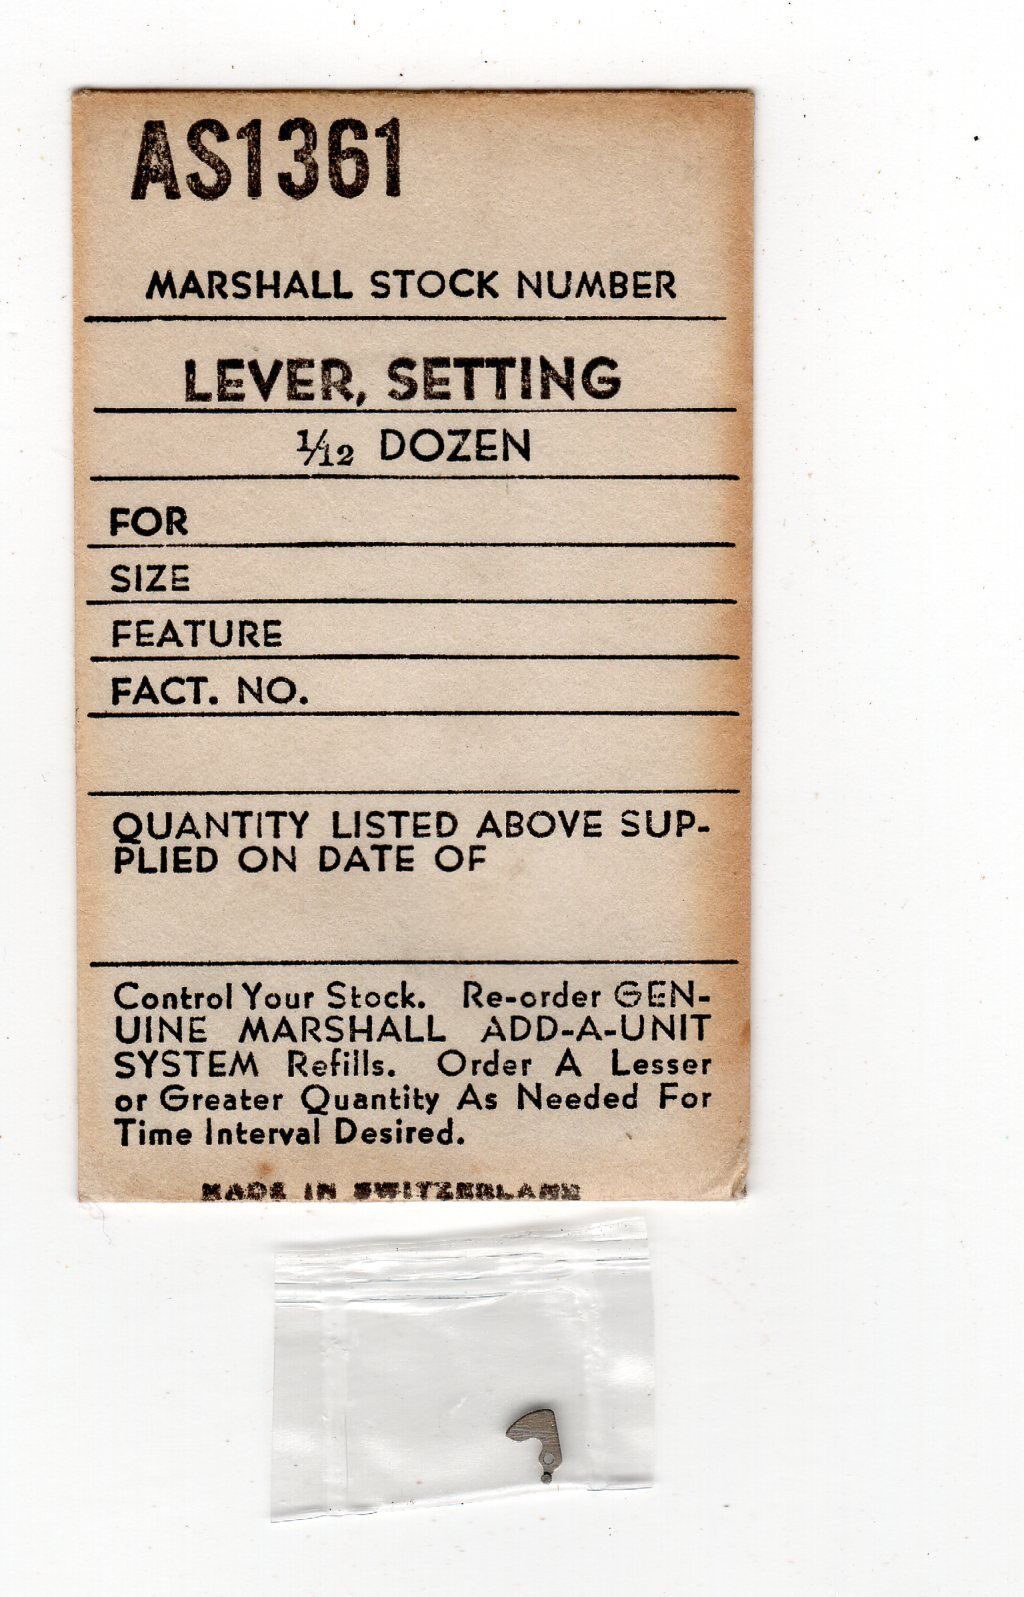 AS1361
MARSHALL STOCK NUMBER
LEVER, SETTING
1/12 DOZEN
FOR
SIZE
FEATURE
FACT. NO.
QUANTITY LISTED ABOVE SUP-
PLIED ON DATE OF
Control Your Stock. Re-order GEN-
UINE MARSHALL ADD-A-UNIT
SYSTEM Refills. Order A Lesser
or Greater Quantity As Needed For
Time Interval Desired.
MADE IN SWITZERLAND